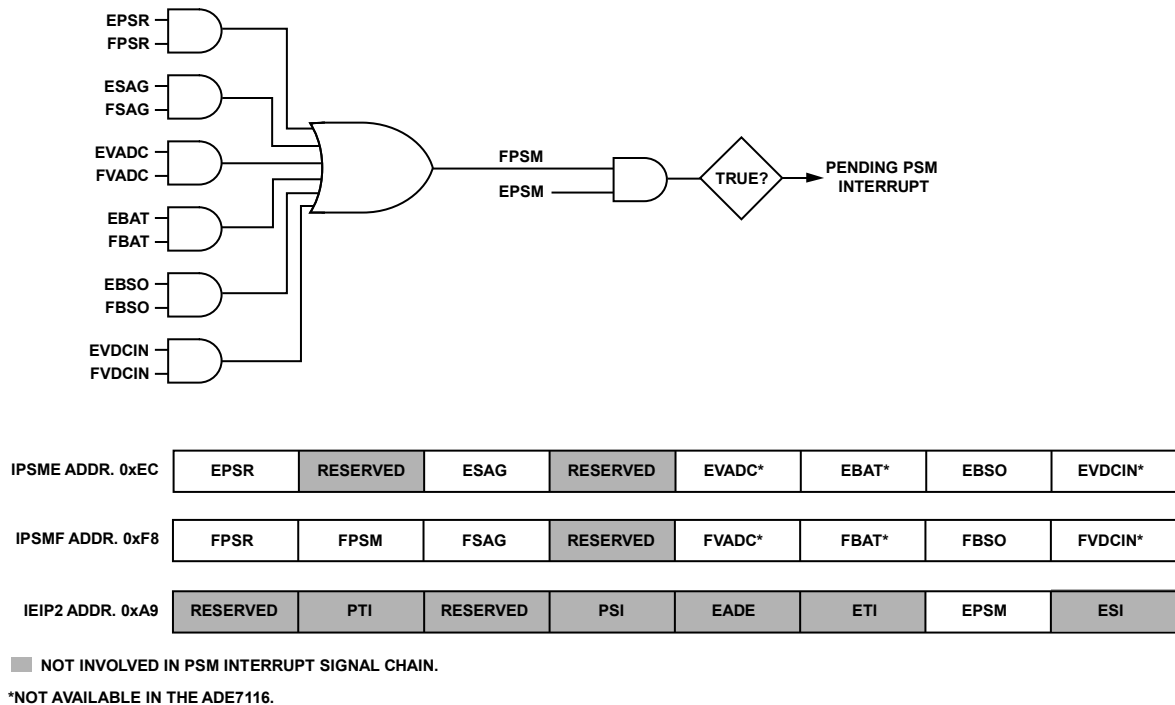 EPSR
FPSR
ESAG
FSAG
EVADC
FVADC
EBAT
FBAT
EBSO
FBSO
EVDCIN
FVDCIN
FPSM
EPSM
TRUE?
PENDING PSM
INTERRUPT
IPSME ADDR. 0xEC EPSR RESERVED ESAG RESERVED EVADC* EBAT* EBSO EVDCIN*
IPSMF ADDR. 0xF8 FPSR FPSM FSAG RESERVED FVADC* FBAT* FBSO FVDCIN*
IEIP2 ADDR. 0xA9 RESERVED PTI RESERVED PSI EADE ETI EPSM ESI
NOT INVOLVED IN PSM INTERRUPT SIGNAL CHAIN.
*NOT AVAILABLE IN THE ADE7116.